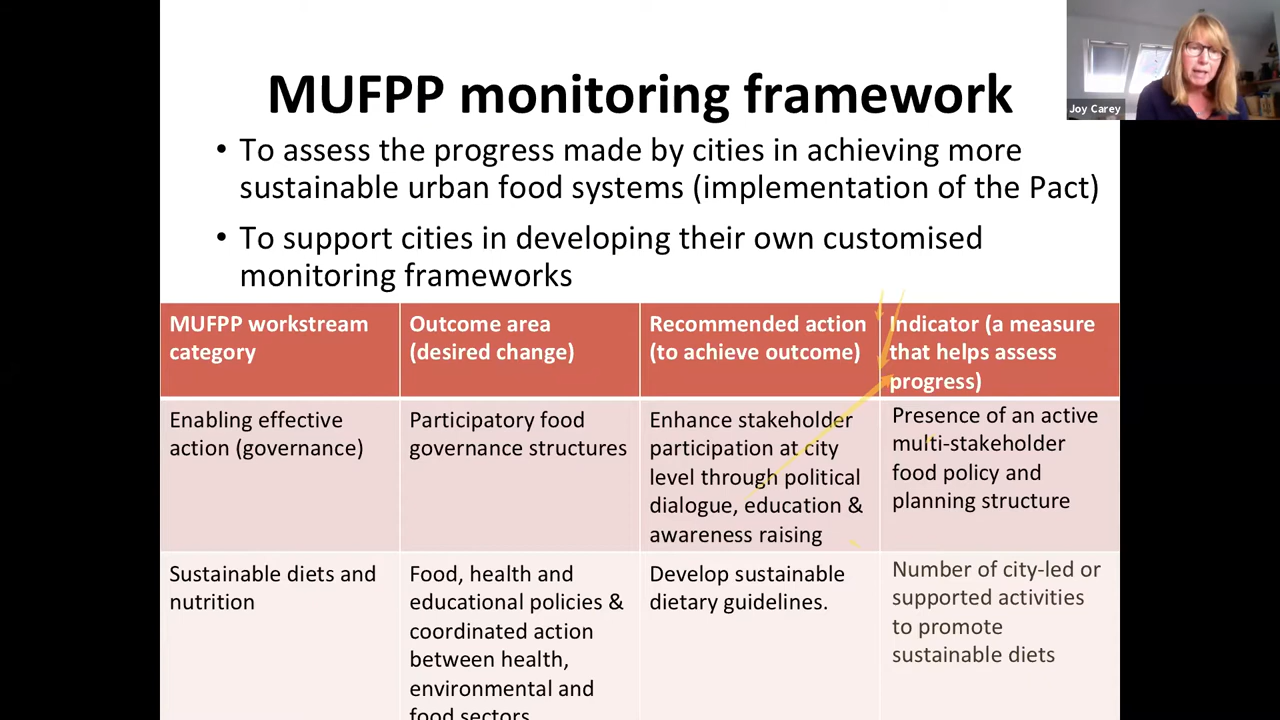 MUFPP monitoring framework
Joy Carey
• To assess the progress made by cities in achieving more
sustainable urban food systems (implementation of the Pact)
• To support cities in developing their own customised
monitoring frameworks
MUFPP workstream
category
Outcome area
(desired change)
Recommended action
(to achieve outcome)
Indicator (a measure
that helps assess
progress)
Enabling effective
action (governance)
Participatory food
governance structures
Enhance stakeholder
participation at city
level through political
dialogue, education &
awareness raising
Presence of an active
multi-stakeholder
food policy and
planning structure
Sustainable diets and
nutrition
Food, health and
educational policies &
coordinated action
between health,
environmental and
food sectors
Develop sustainable
dietary guidelines.
Number of city-led or
supported activities
to promote
sustainable diets